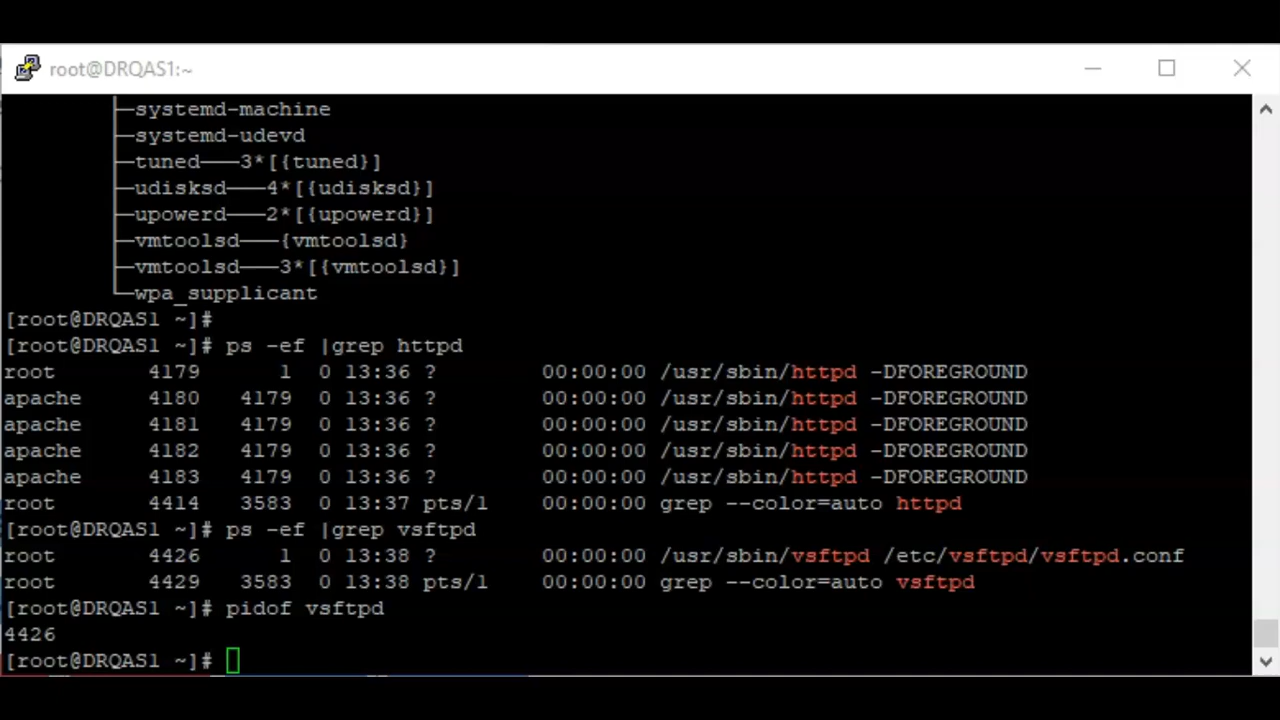 root@DRQAS1:~
├─systemd-machine
├─systemd-udevd
├─tuned───3*[{tuned}]
├─udisksd───4*[{udisksd}]
├─upowerd───2*[{upowerd}]
├─vmtoolsd───{vmtoolsd}
├─vmtoolsd───3*[{vmtoolsd}]
└─wpa_supplicant
[root@DRQAS1 ~]#
[root@DRQAS1 ~]# ps -ef |grep httpd
root 4179 1 0 13:36 ? 00:00:00 /usr/sbin/httpd -DFOREGROUND
apache 4180 4179 0 13:36 ? 00:00:00 /usr/sbin/httpd -DFOREGROUND
apache 4181 4179 0 13:36 ? 00:00:00 /usr/sbin/httpd -DFOREGROUND
apache 4182 4179 0 13:36 ? 00:00:00 /usr/sbin/httpd -DFOREGROUND
apache 4183 4179 0 13:36 ? 00:00:00 /usr/sbin/httpd -DFOREGROUND
root 4414 3583 0 13:37 pts/1 00:00:00 grep --color=auto httpd
[root@DRQAS1 ~]# ps -ef |grep vsftpd
root 4426 1 0 13:38 ? 00:00:00 /usr/sbin/vsftpd /etc/vsftpd/vsftpd.conf
root 4429 3583 0 13:38 pts/1 00:00:00 grep --color=auto vsftpd
[root@DRQAS1 ~]# pidof vsftpd
4426
[root@DRQAS1 ~]#